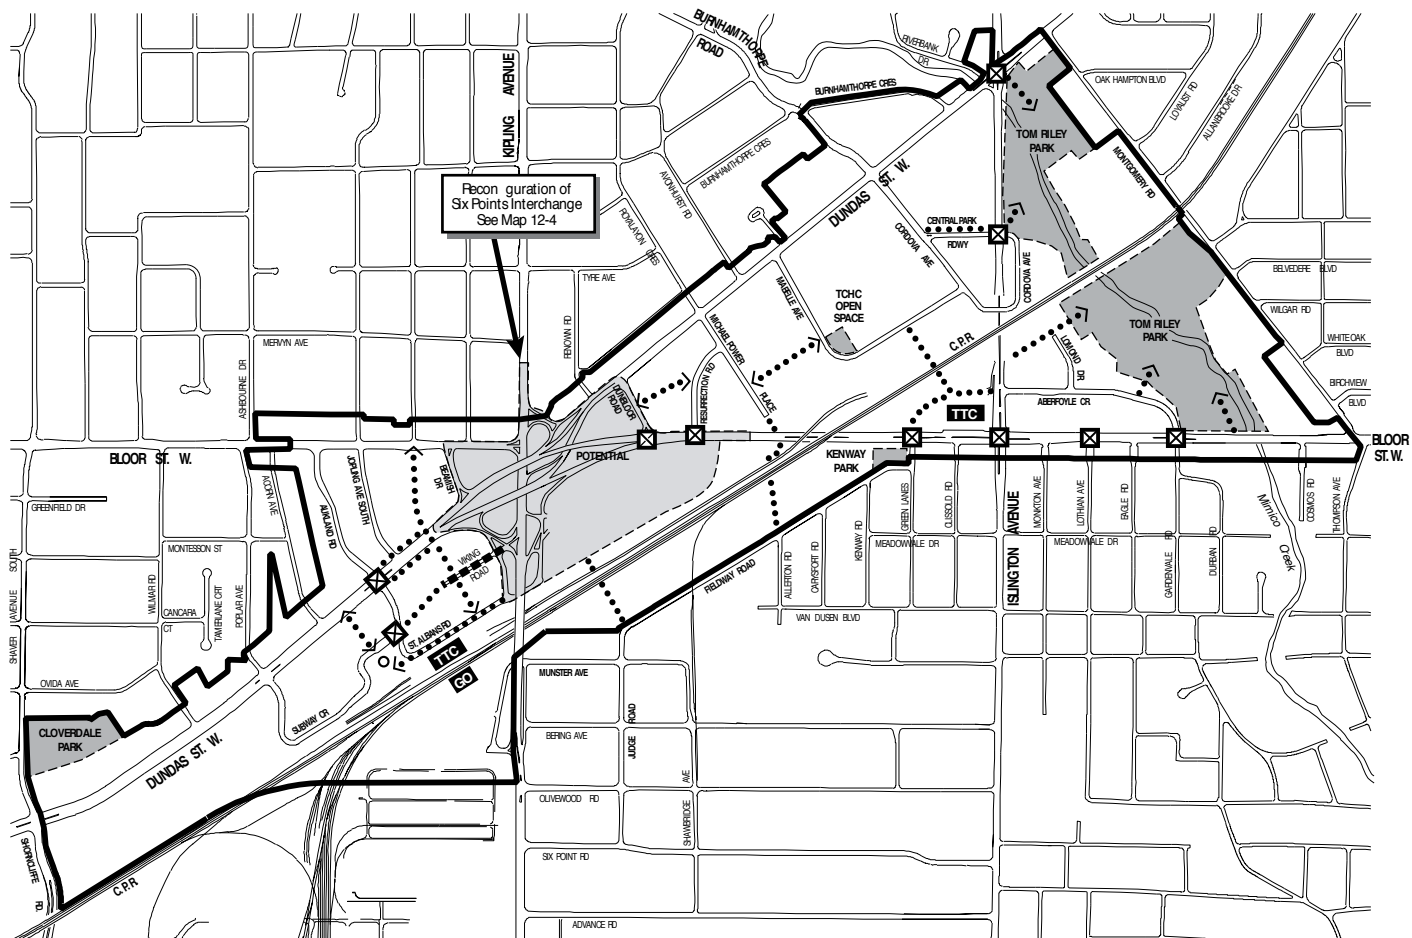 BURNHAMTHORPE
ROAD
KIPLING AVENUE
RIVERBANK
DR
BURNHAMTHORPE CRES
OAK HAMPTON BLVD
LOYALIST RD
ALLANBROOKE DR
TOM RILEY
PARK
MONTGOMERY RD
BURNHAMTHORPE CRES
AVONHURST RD
DUNDAS ST. W.
Recon guration of
Six Points Interchange
See Map 12-4
ROYALAVON CRES
CENTRAL PARK
RDWY
CORDOVA AVE
CORDOVA AVE
TYRE AVE
BELVEDERE BLVD
MABELLE AVE
TCHC
OPEN
SPACE
WILGAR RD
TOM RILEY
PARK
RENOWN RD
MICHAEL POWER
PLACE
C.P.R
WHITE OAK
BLVD
MERVYN AVE
LOMOND DR
ASHBOURNE DR
RESURRECTION RD
BIRCHVIEW
BLVD
DUNBLOOR
ROAD
ABERFOYLE CR
TTC
BLOOR
ST. W.
BLOOR ST. W.
POTENTIAL
KENWAY
PARK
JOPLING AVE SOUTH
BEAMISH
DR
ACORN AVE
AUKLAND RD
GREEN LANES
CLISSOLD RD
ISLINGTON AVENUE
MONKTON AVE
LOTHIAN AVE
EAGLE RD
Mimico Creek
COSMOS RD
THOMPSON AVE
GREENFIELD DR
KENWAY RD
MEADOWVALE DR
MEADOWVALE DR
GARDENVALE RD
DURBAN RD
MONTESSON ST
VIKING
ROAD
SHAVER AVENUE SOUTH
WILMAR RD
CANCARA
CT
TAMERLANE CRT
POPLAR AVE
FIELDWAY ROAD
ALLERTON RD
CARYSFORT RD
VAN DUSEN BLVD
ST. ALBANS RD
TTC
GO
OVIDA AVE
MUNSTER AVE
SUBWAY CR
CLOVERDALE
PARK
JUDGE ROAD
BERING AVE
DUNDAS ST. W.
SHAWBRIDGE AVE
OLIVEWOOD RD
SHORNCLIFFE RD.
SIX POINT RD
C.P.R
ADVANCE RD